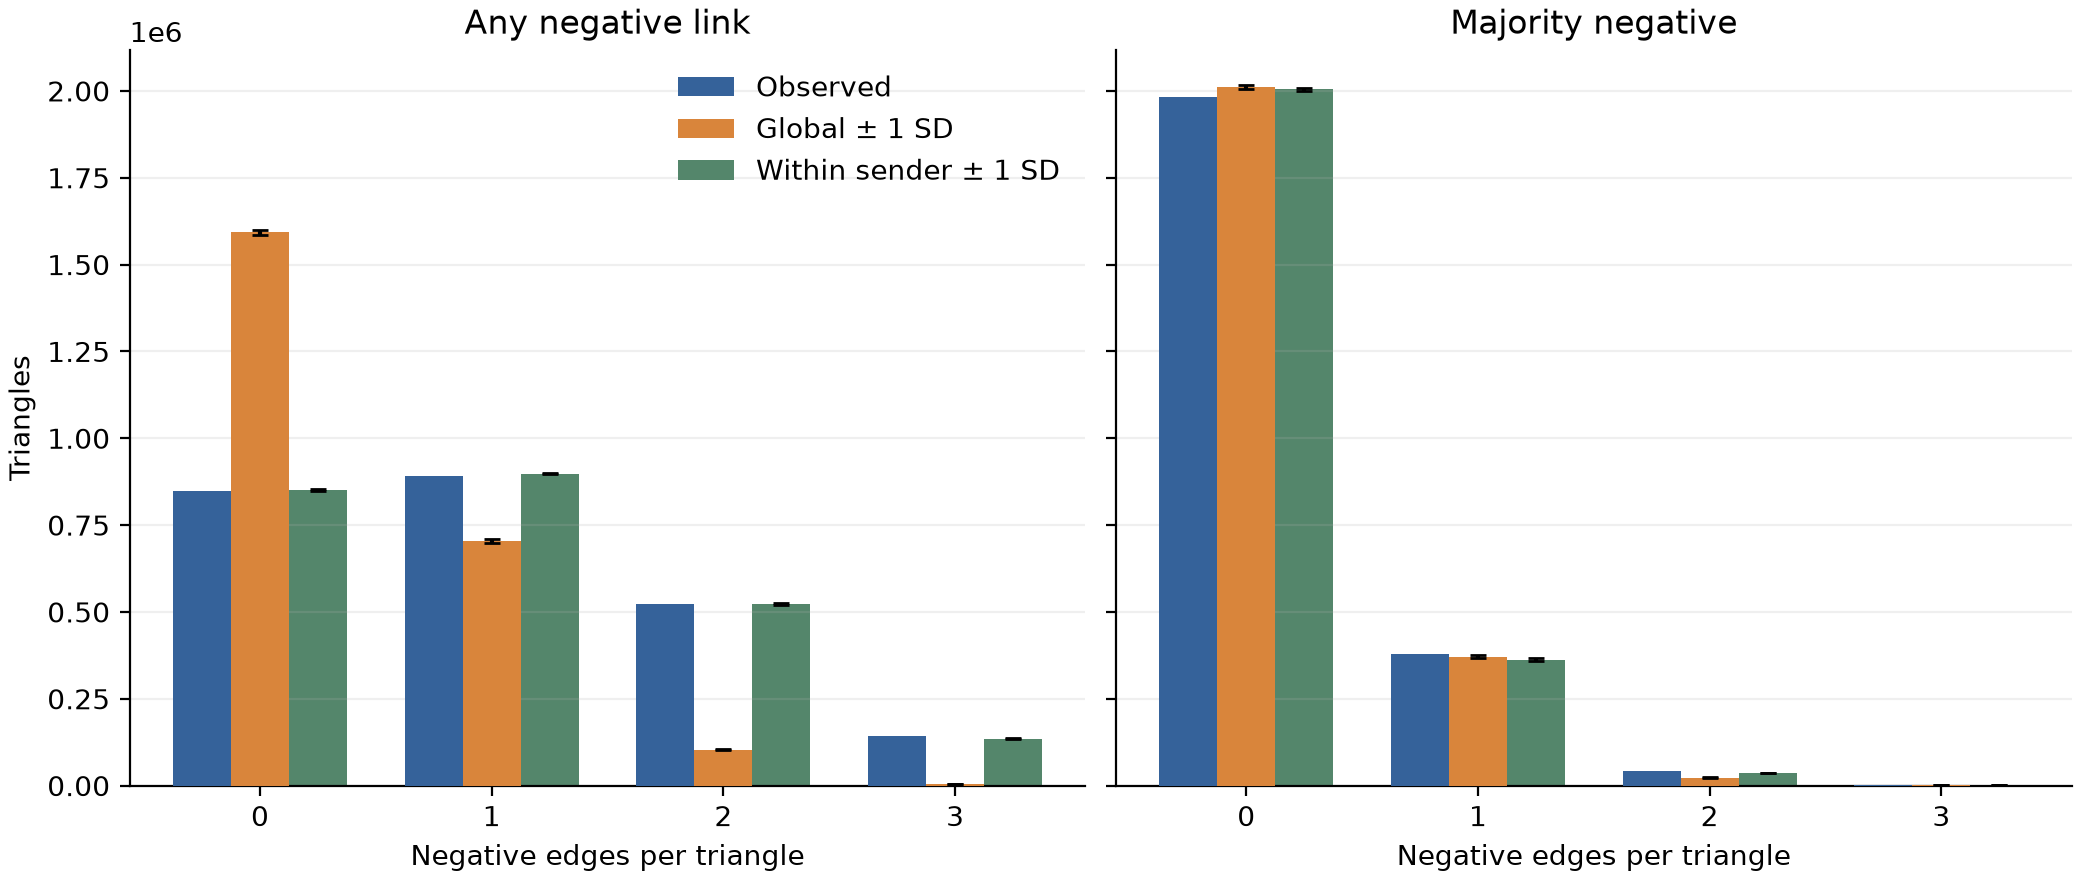 Any negative link
Majority negative
1e6
2.00
1.75
1.50
1.25
1.00
0.75
0.50
0.25
0.00
Triangles
Observed
Global ± 1 SD
Within sender ± 1 SD
0 1 2 3
0 1 2 3
Negative edges per triangle
Negative edges per triangle